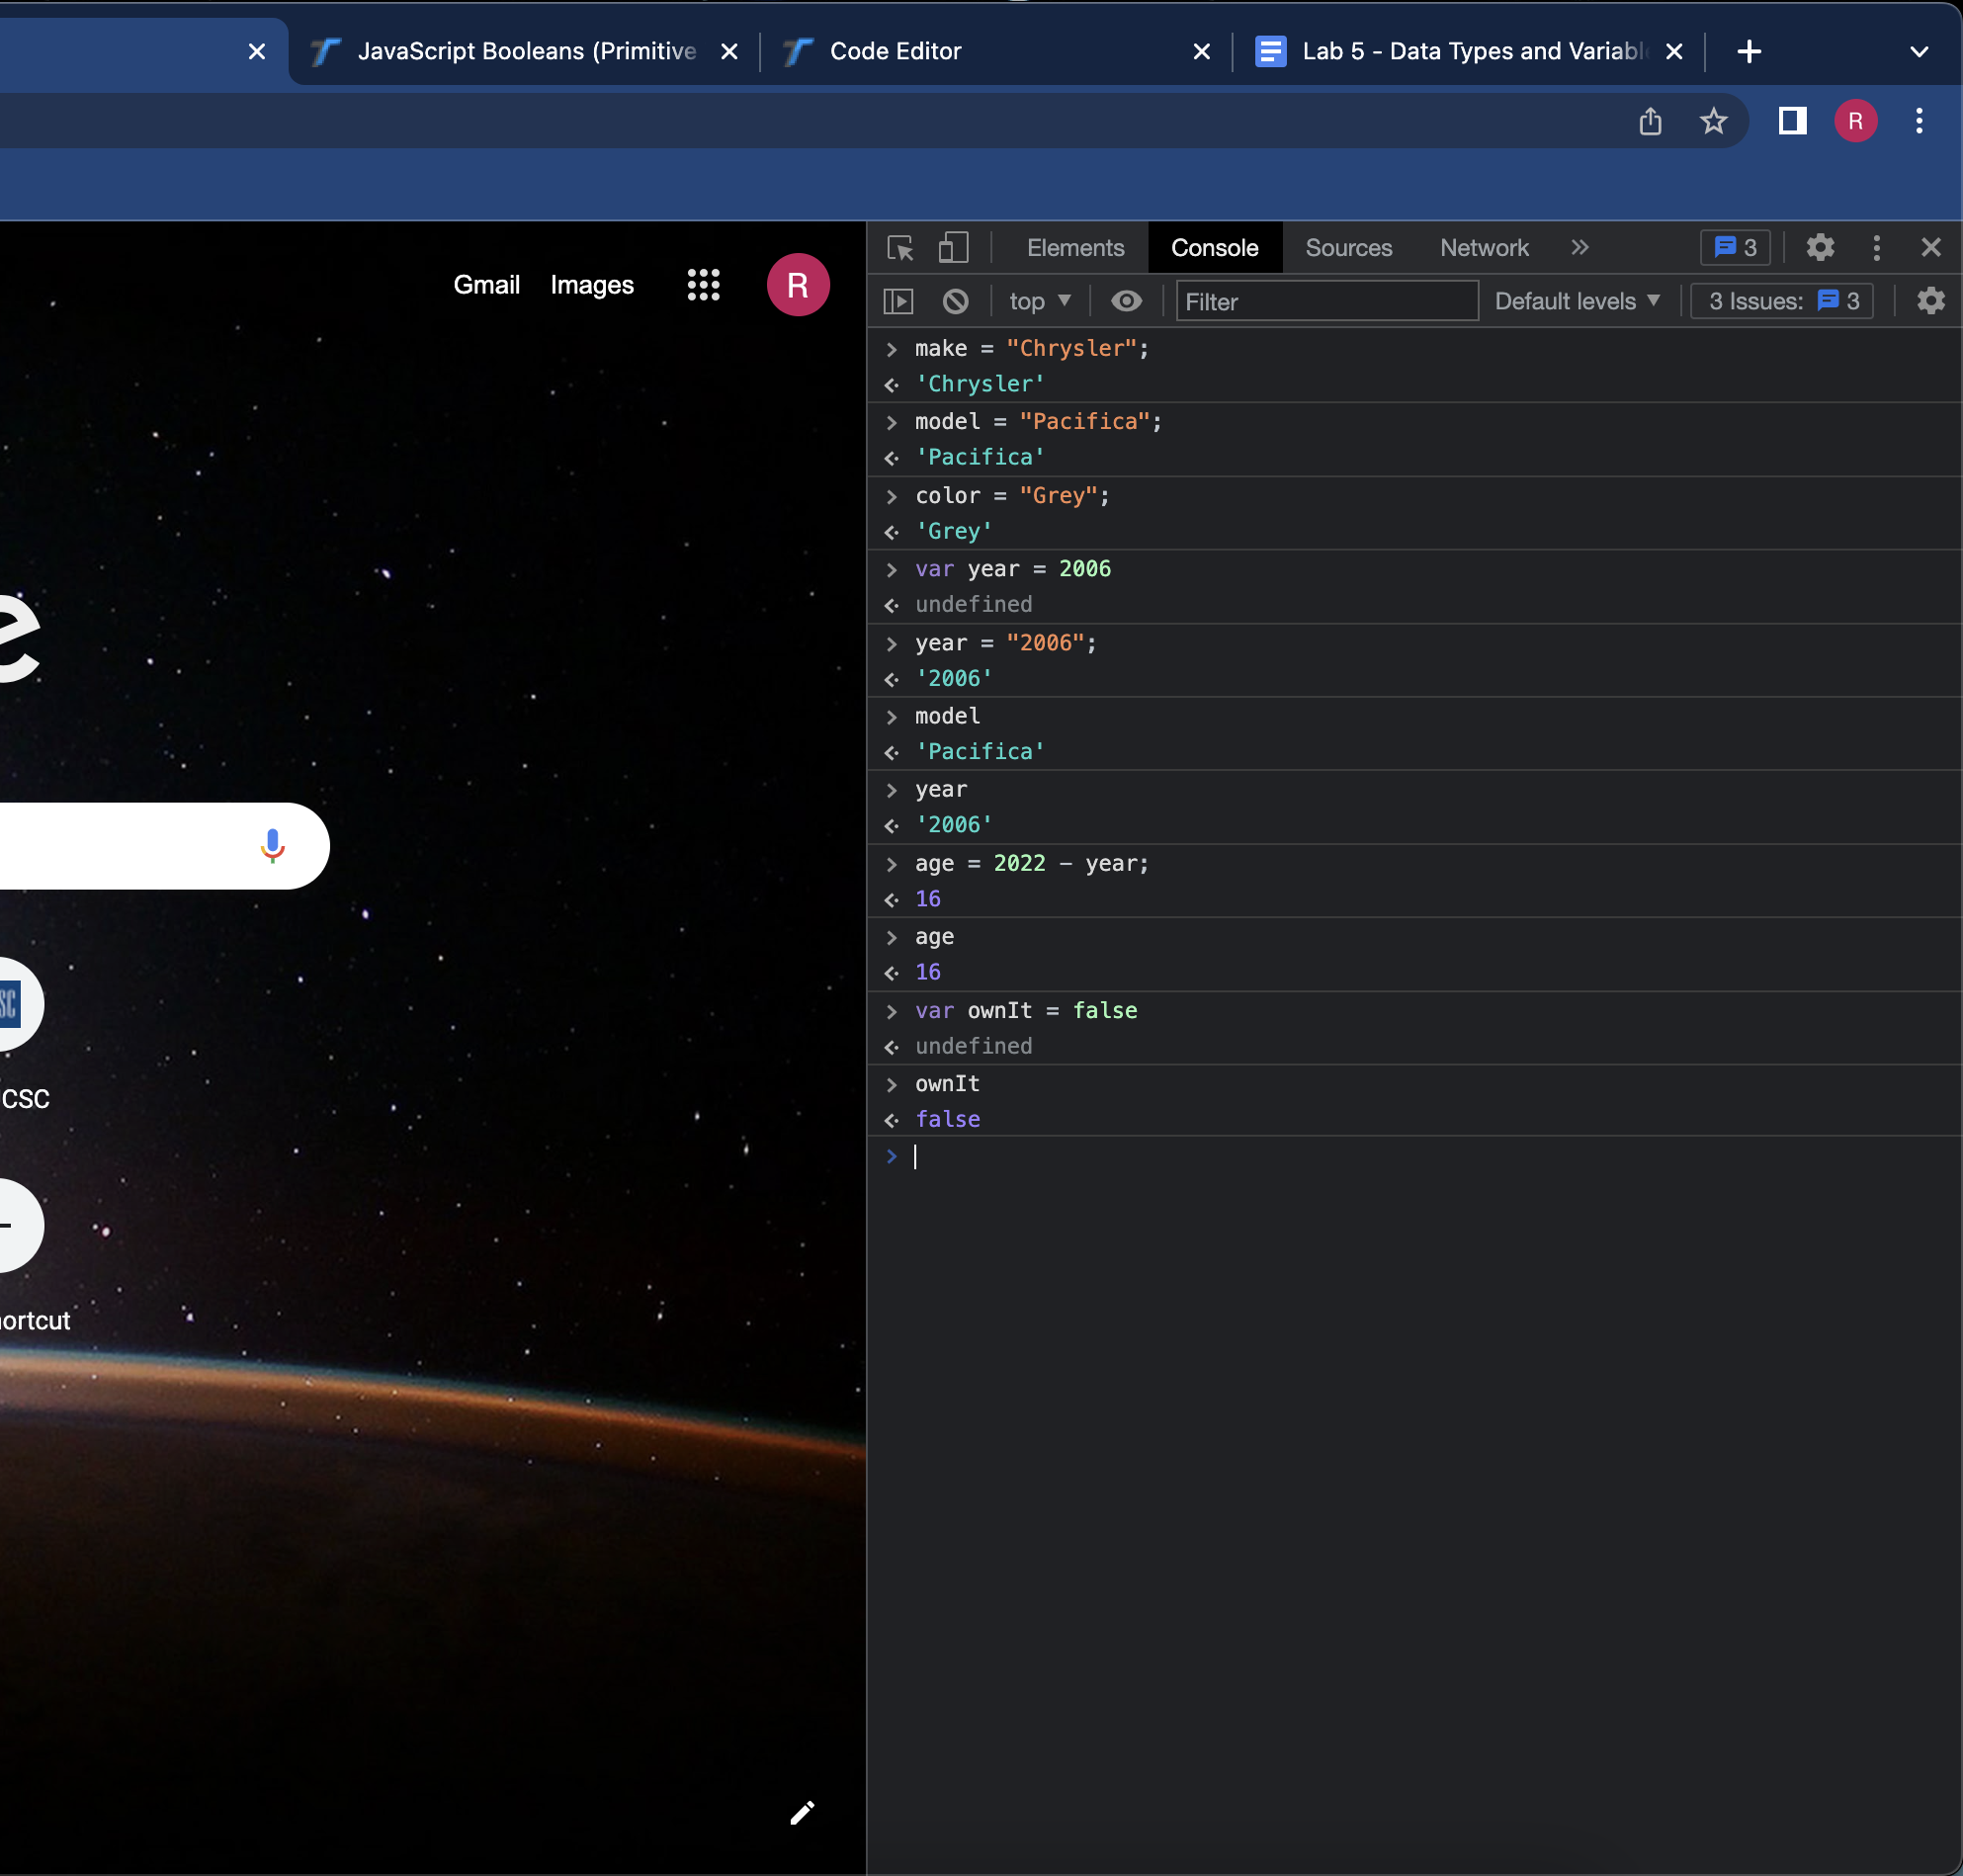 JavaScript Booleans (Primitive
Code Editor
Lab 5 - Data Types and Variabl
R
Gmail Images
R
Elements Console Sources Network » 3
top Filter Default levels 3 Issues: 3
> make = "Chrysler";
'Chrysler'
> model = "Pacifica";
'Pacifica'
> color = "Grey";
'Grey'
> var year = 2006
undefined
> year = "2006";
'2006'
> model
'Pacifica'
> year
'2006'
> age = 2022 - year;
16
> age
16
> var ownIt = false
undefined
> ownIt
false
>
e
SC
CSC
ortcut